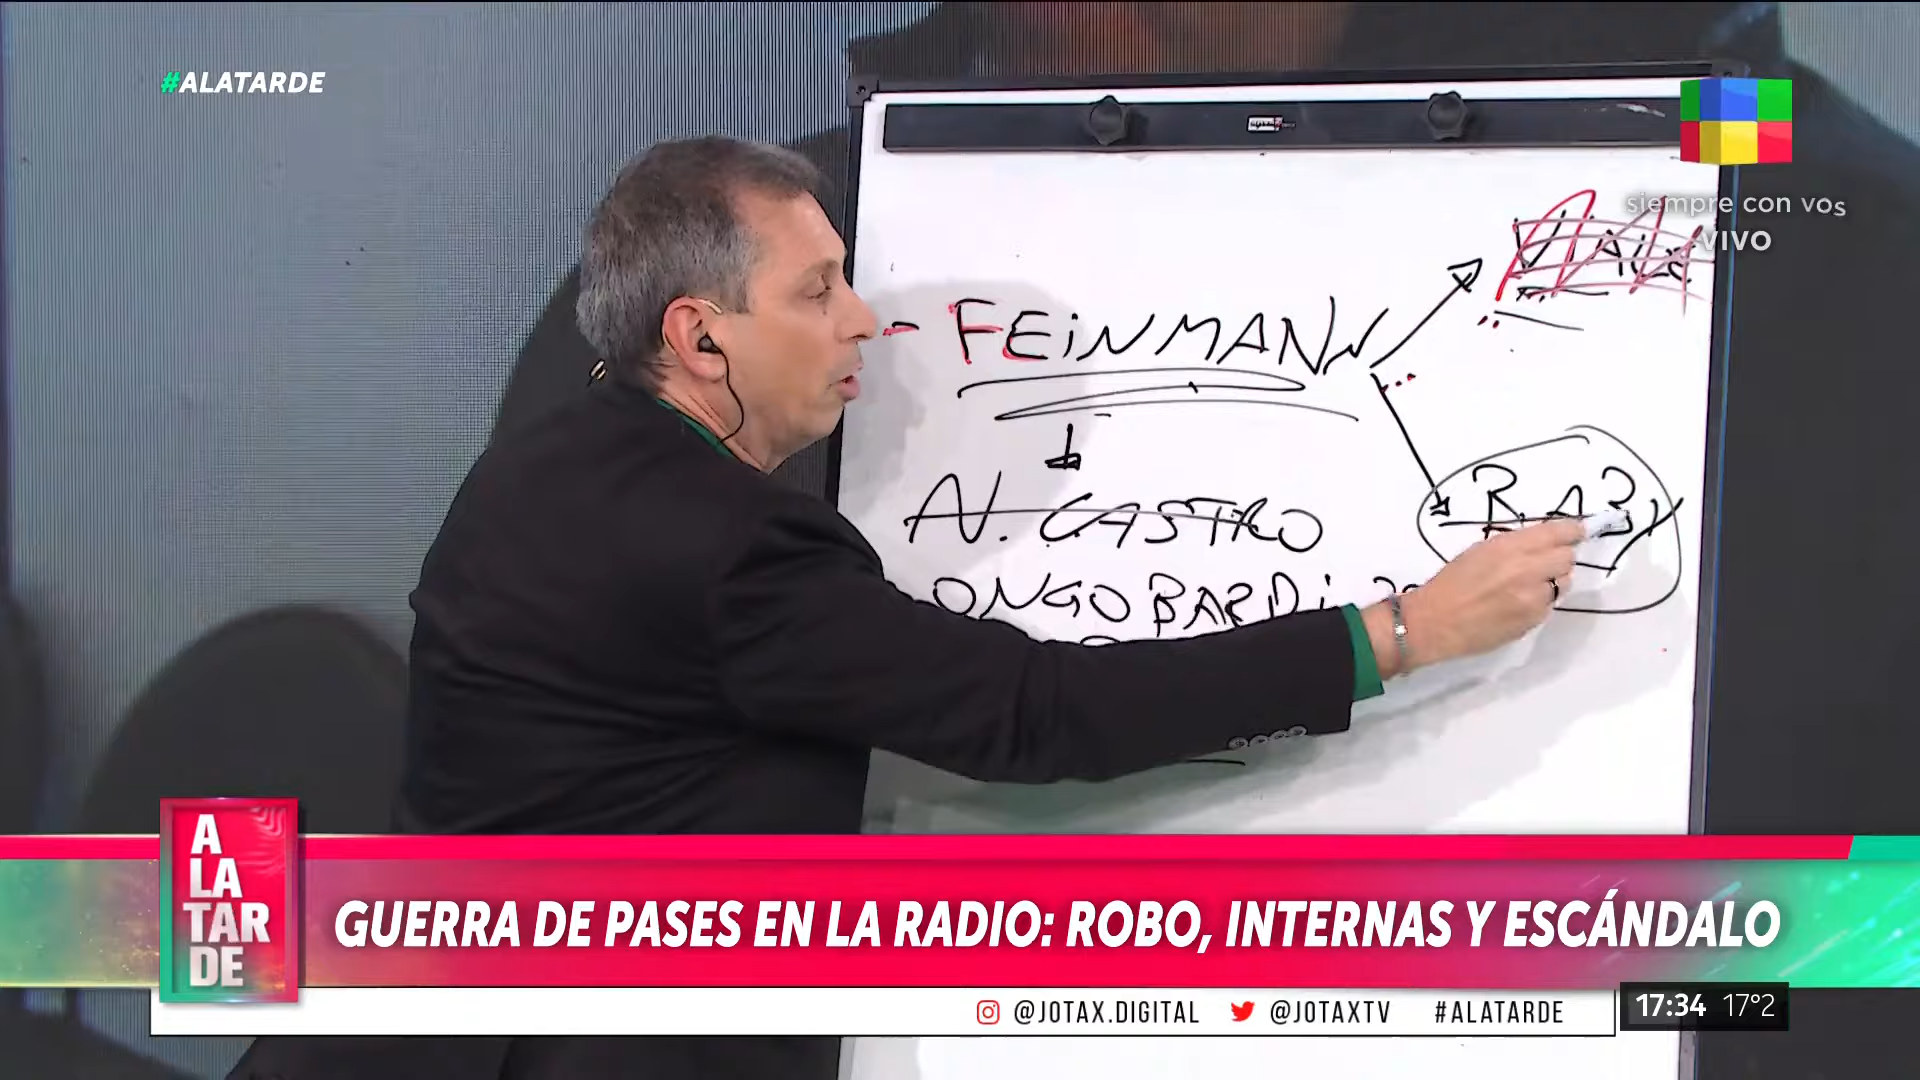 #ALATARDE
siempre con vos
VIVO
- FEiNMANN
N. CASTRO
ONGOBARDi
A
LA
TAR
DE
GUERRA DE PASES EN LA RADIO: ROBO, INTERNAS Y ESCÁNDALO
@JOTAX.DIGITAL @JOTAXTV #ALATARDE
17:34 17°2